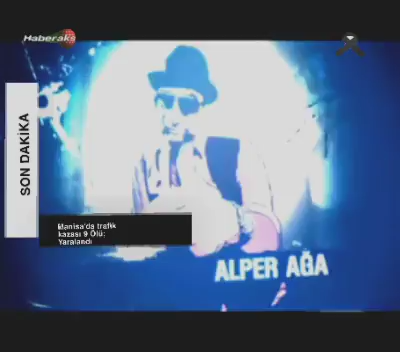 Haberaks
SON DAKİKA
Manisa'da trafik
kazası 9 Ölü:
Yaralandı
ALPER AĞA